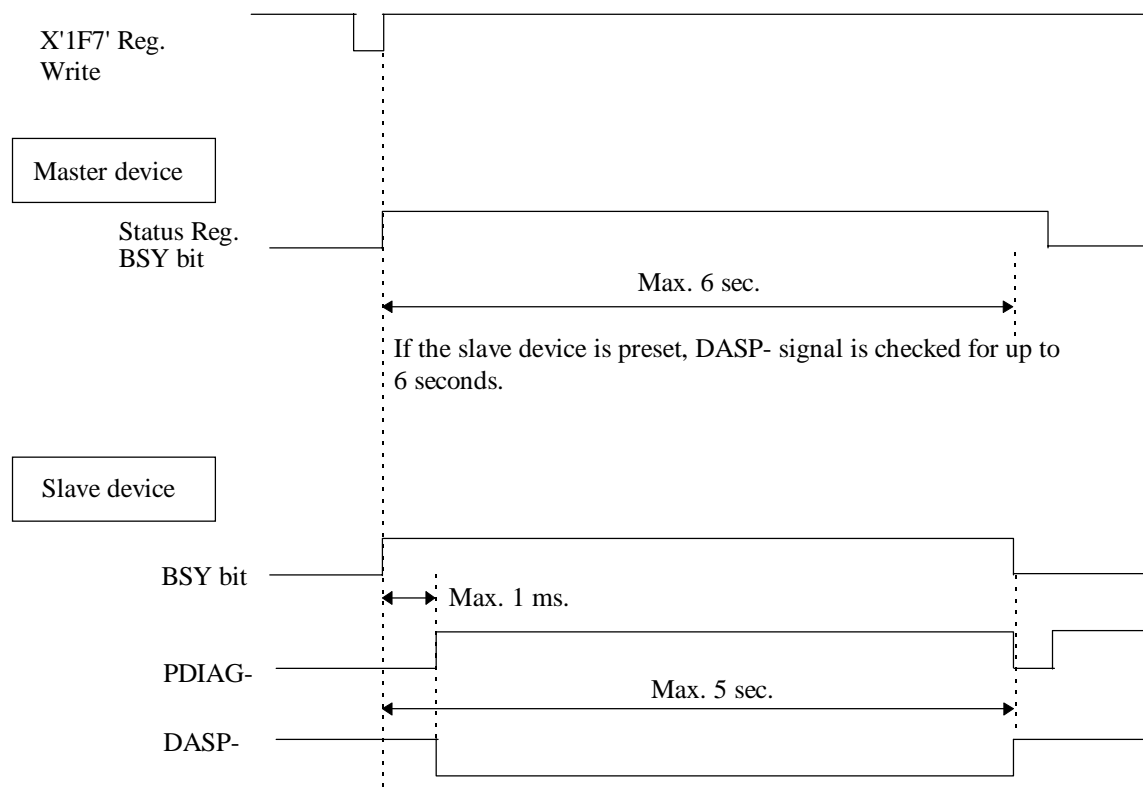 X'1F7' Reg.
Write
Master device
Status Reg.
BSY bit
Max. 6 sec.
If the slave device is preset, DASP- signal is checked for up to
6 seconds.
Slave device
BSY bit
Max. 1 ms.
PDIAG-
Max. 5 sec.
DASP-